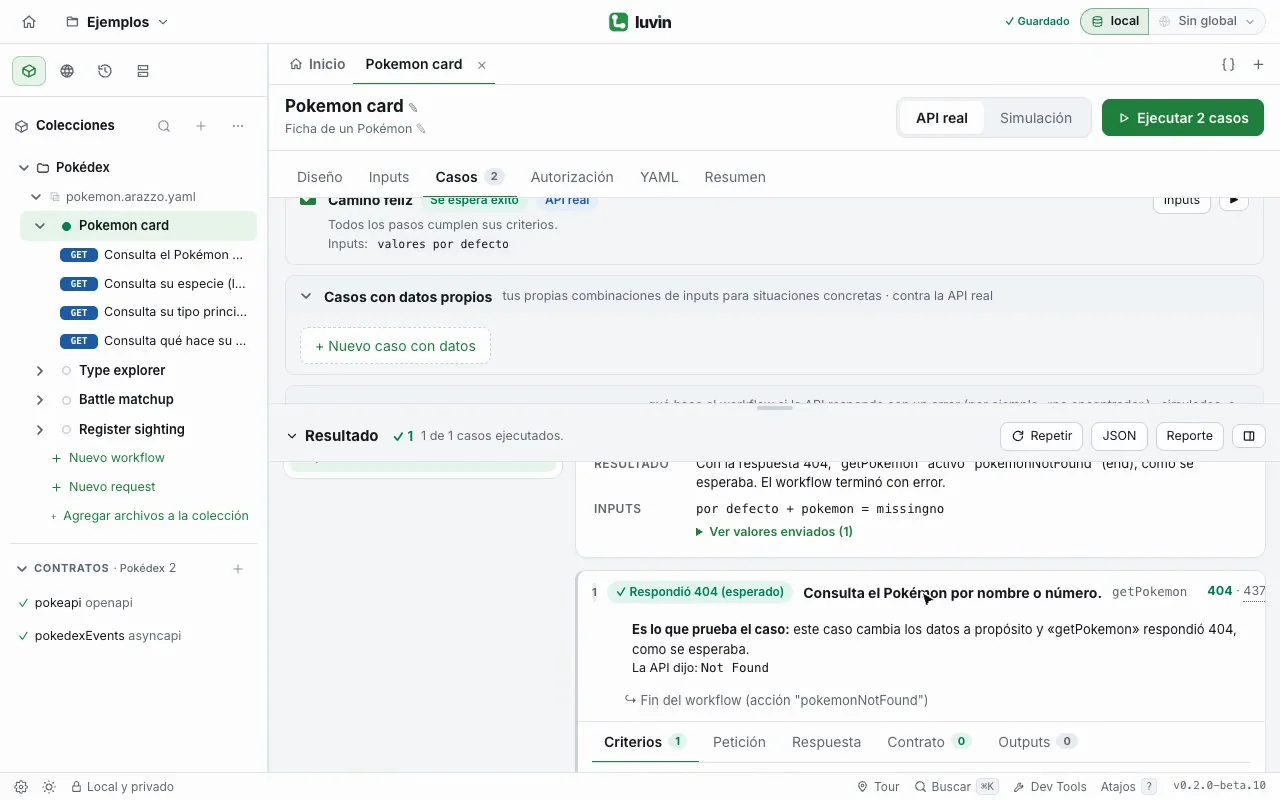 Ejemplos
luvin
✓ Guardado
local
Sin global
Inicio
Pokemon card
Colecciones
Pokemon card
Ficha de un Pokémon
API real
Simulación
Ejecutar 2 casos
Pokédex
pokemon.arazzo.yaml
Pokemon card
GET Consulta el Pokémon ...
GET Consulta su especie (l...
GET Consulta su tipo princi...
GET Consulta qué hace su ...
Type explorer
Battle matchup
Register sighting
+ Nuevo workflow
+ Nuevo request
+ Agregar archivos a la colección
CONTRATOS · Pokédex 2
✓ pokeapi openapi
✓ pokedexEvents asyncapi
Diseño
Inputs
Casos 2
Autorización
YAML
Resumen
Camino feliz
Se espera éxito
API real
Inputs
Todos los pasos cumplen sus criterios.
Inputs: valores por defecto
Casos con datos propios
tus propias combinaciones de inputs para situaciones concretas · contra la API real
+ Nuevo caso con datos
Resultado
✓ 1
1 de 1 casos ejecutados.
Repetir
JSON
Reporte
RESULTADO
Con la respuesta 404, "getPokemon" activó "pokemonNotFound" (end), como se
esperaba. El workflow terminó con error.
INPUTS
por defecto + pokemon = missingno
Ver valores enviados (1)
1
✓ Respondió 404 (esperado)
Consulta el Pokémon por nombre o número.
getPokemon
404 · 437
Es lo que prueba el caso: este caso cambia los datos a propósito y «getPokemon» respondió 404,
como se esperaba.
La API dijo: Not Found
↪ Fin del workflow (acción "pokemonNotFound")
Criterios 1
Petición
Respuesta
Contrato 0
Outputs 0
Local y privado
Tour
Buscar ⌘K
Dev Tools
Atajos ?
v0.2.0-beta.10